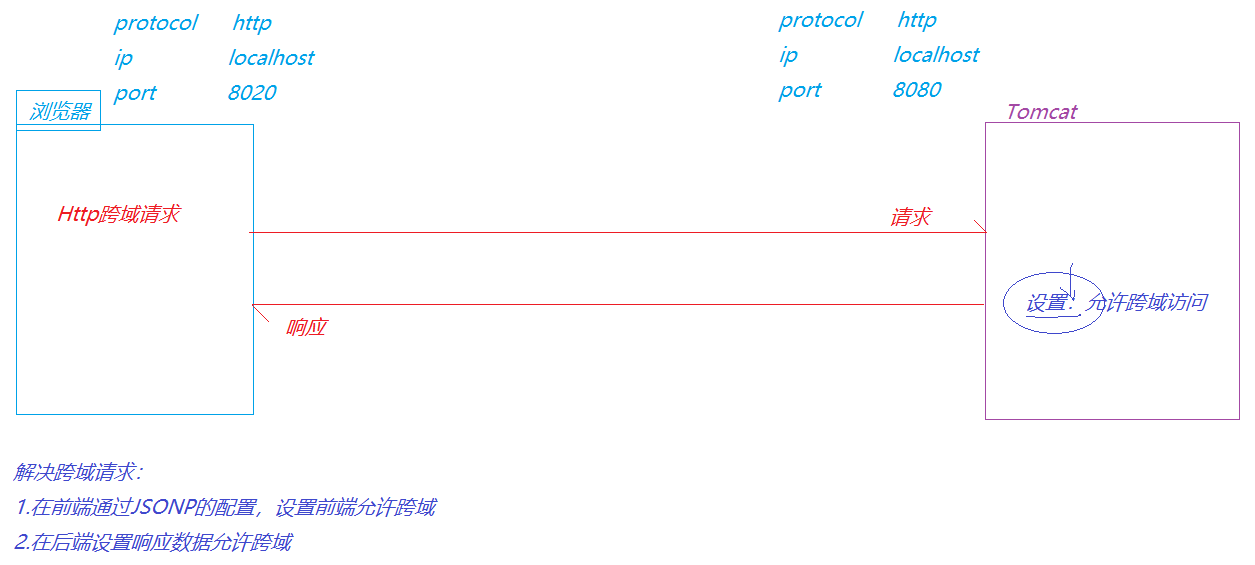 protocol http
ip localhost
port 8020
protocol http
ip localhost
port 8080
浏览器
Tomcat
Http跨域请求
请求
设置：允许跨域访问
响应
解决跨域请求：
1.在前端通过JSONP的配置，设置前端允许跨域
2.在后端设置响应数据允许跨域